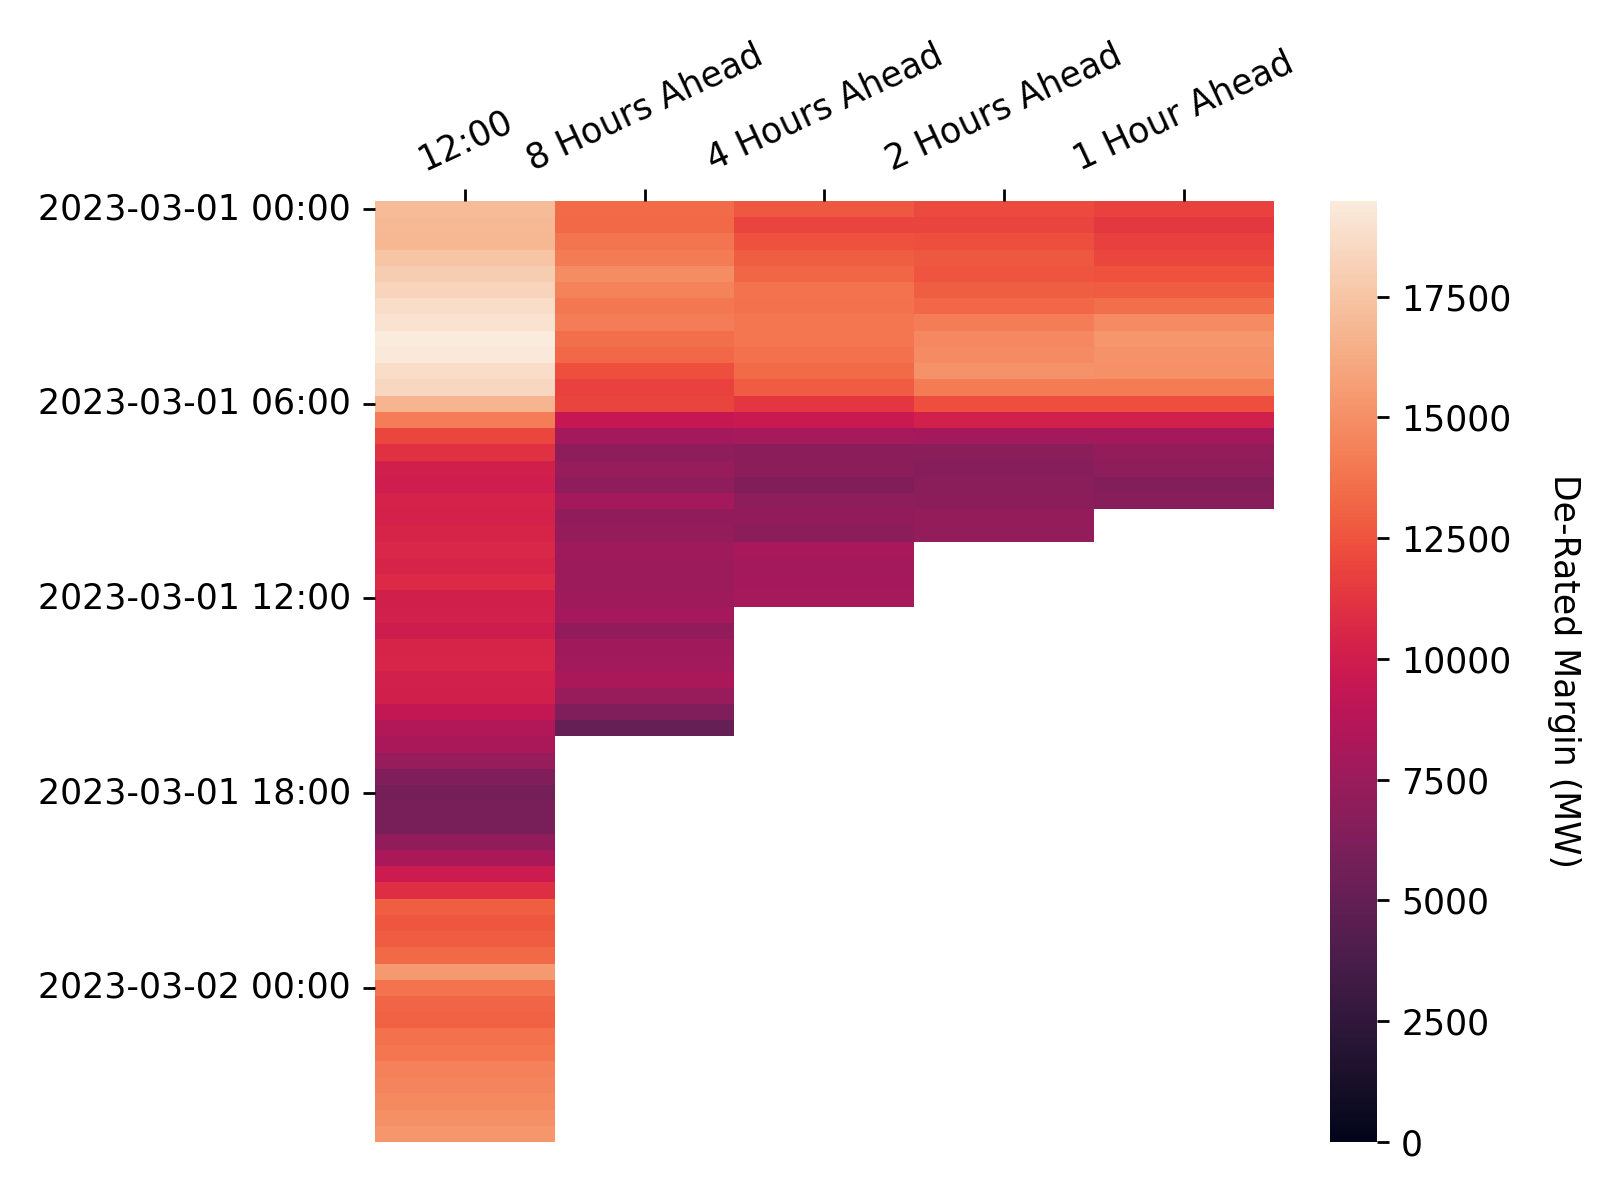 12:00
8 Hours Ahead
4 Hours Ahead
2 Hours Ahead
1 Hour Ahead
2023-03-01 00:00
2023-03-01 06:00
2023-03-01 12:00
2023-03-01 18:00
2023-03-02 00:00
17500
15000
12500
10000
7500
5000
2500
0
De-Rated Margin (MW)